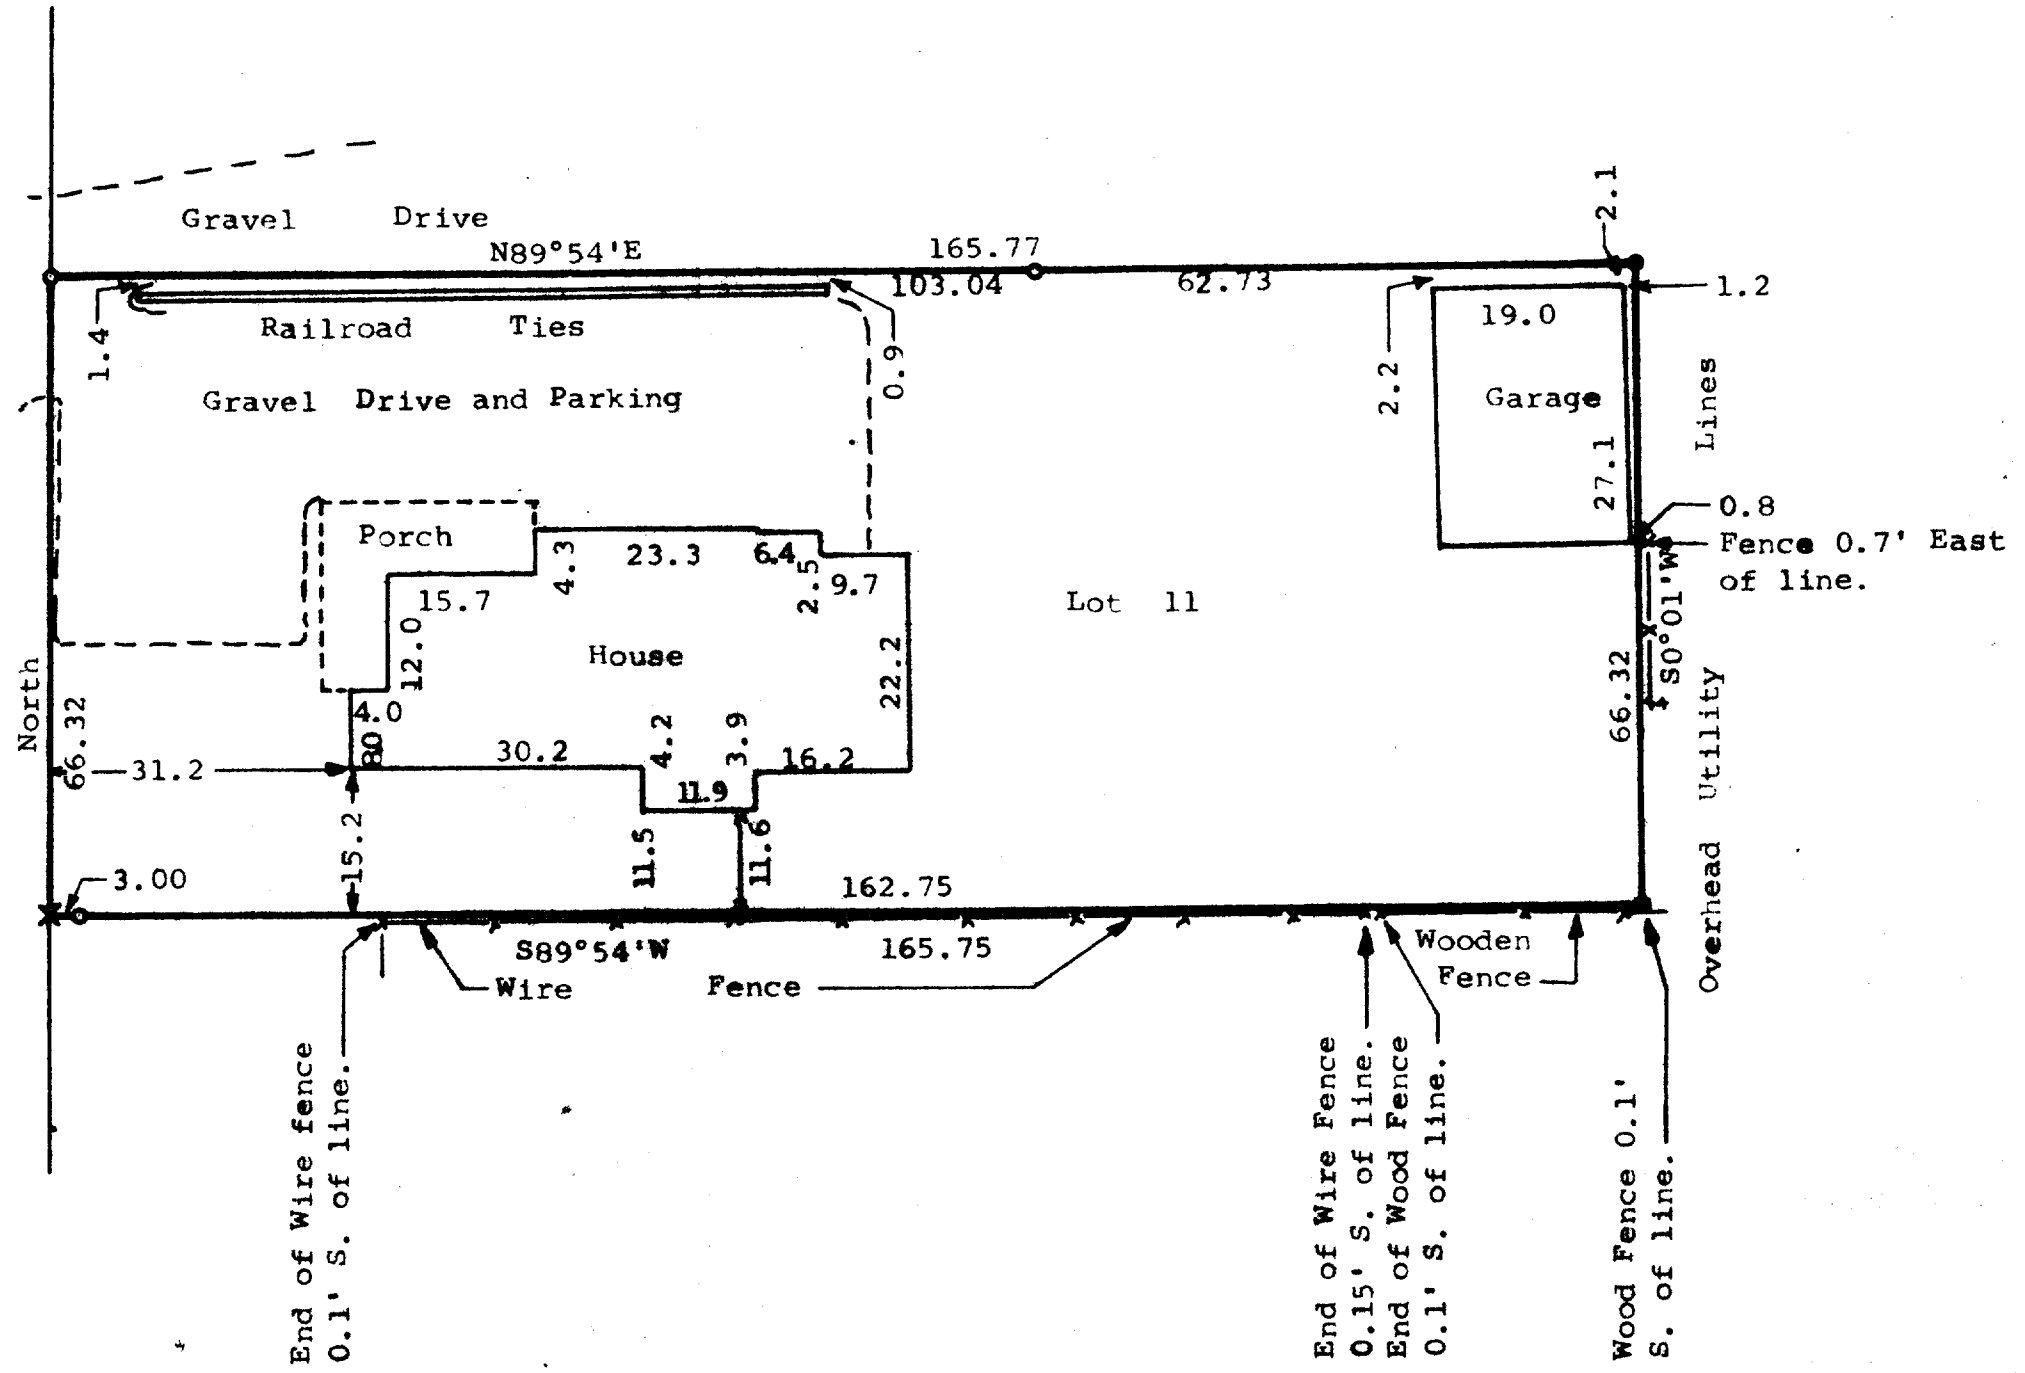 2.1
Gravel Drive
N89°54'E
165.77
103.04
62.73
1.2
1.4
Railroad Ties
0.9
2.2
19.0
Gravel Drive and Parking
Garage
Lines
27.1
0.8
Fence 0.7' East
of line.
Porch
4.3
23.3
6.4
2.5
9.7
15.7
Lot 11
12.0
House
22.2
S0°01'W
66.32
North
66.32
4.0
80
30.2
4.2
3.9
16.2
31.2
11.9
Overhead Utility
15.2
11.5
11.6
3.00
162.75
S89°54'W
165.75
Wire Fence
Wooden
Fence
End of Wire fence
0.1' S. of line.
End of Wire Fence
0.15' S. of line.
End of Wood Fence
0.1' S. of line.
Wood Fence 0.1'
S. of line.